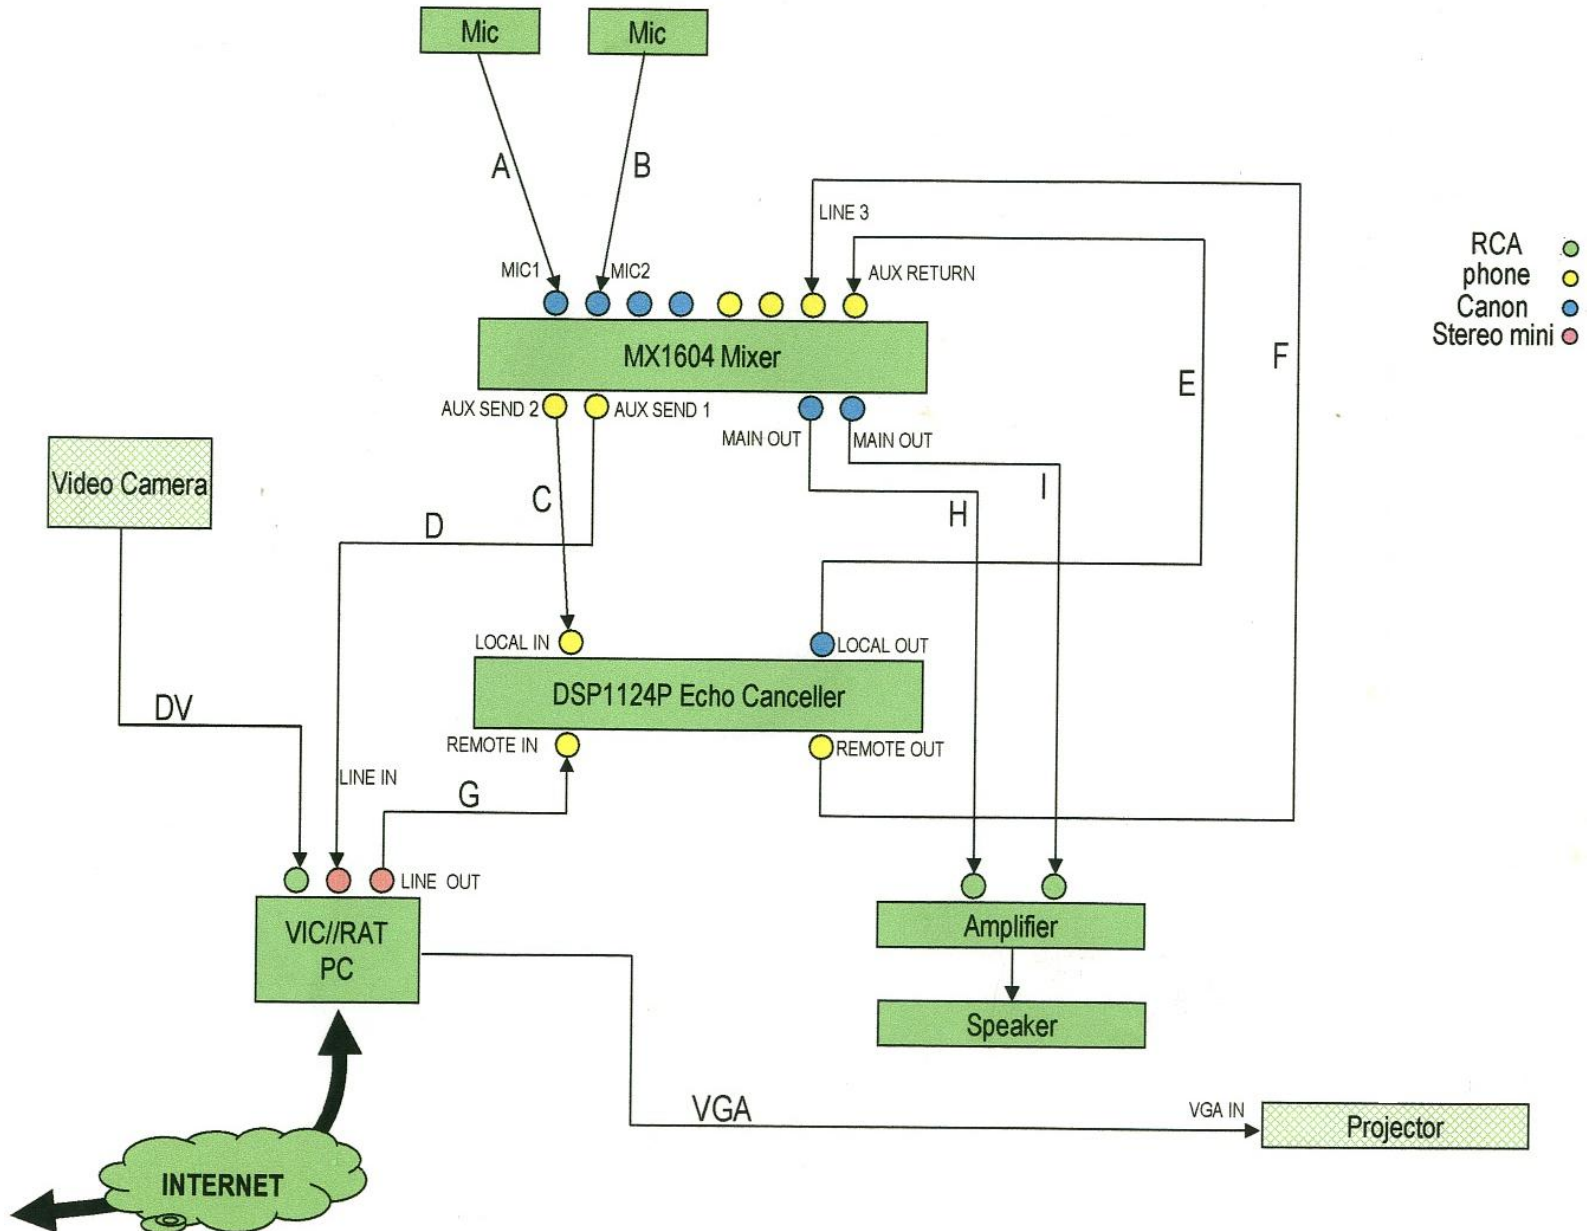 Mic
Mic
A
B
LINE 3
MIC1
MIC2
AUX RETURN
RCA
phone
Canon
Stereo mini
MX1604 Mixer
F
E
AUX SEND 2
AUX SEND 1
MAIN OUT
MAIN OUT
Video Camera
C
D
H
I
LOCAL IN
LOCAL OUT
DSP1124P Echo Canceller
DV
REMOTE IN
REMOTE OUT
LINE IN
G
LINE OUT
VIC//RAT
PC
Amplifier
Speaker
VGA
VGA IN
Projector
INTERNET